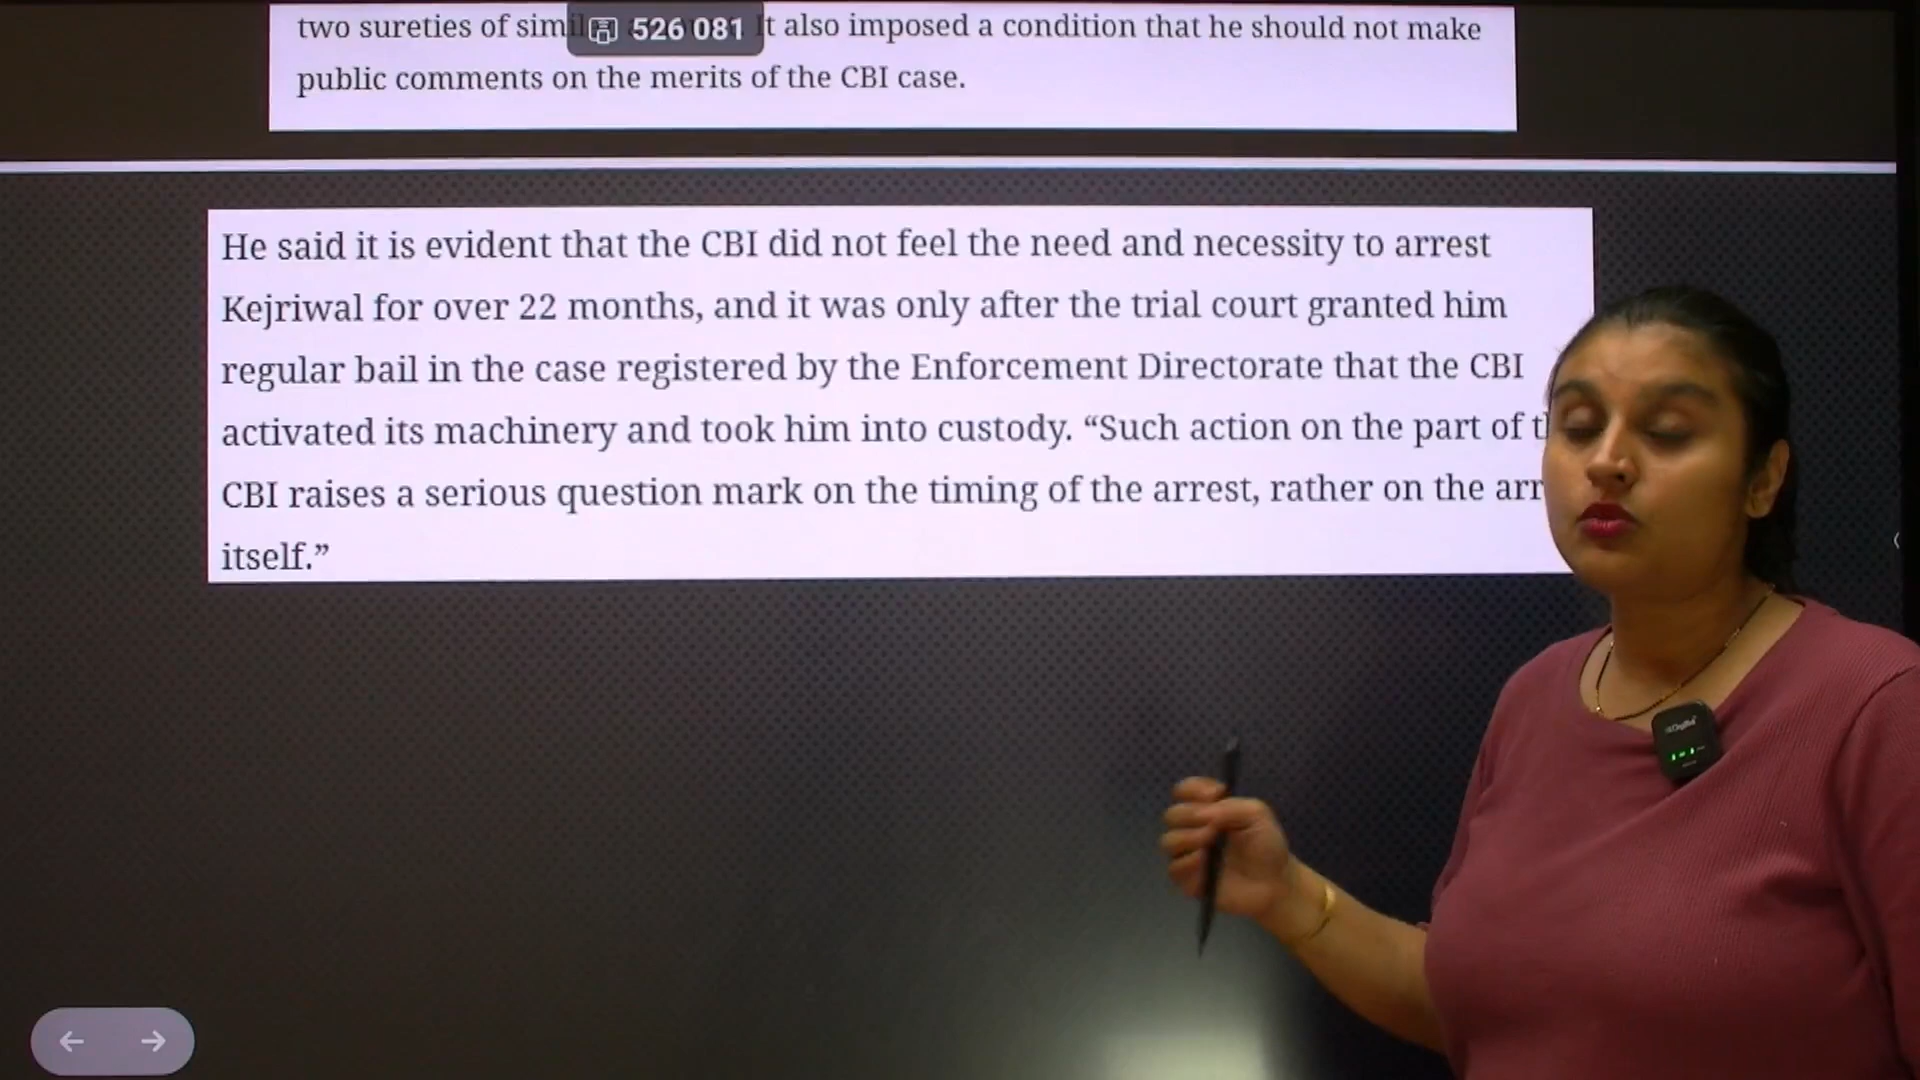 two sureties of 526 081 It also imposed a condition that he should not make
public comments on the merits of the CBI case.
He said it is evident that the CBI did not feel the need and necessity to arrest
Kejriwal for over 22 months, and it was only after the trial court granted him
regular bail in the case registered by the Enforcement Directorate that the CBI
activated its machinery and took him into custody. “Such action on the part of
CBI raises a serious question mark on the timing of the arrest, rather on the
itself.”